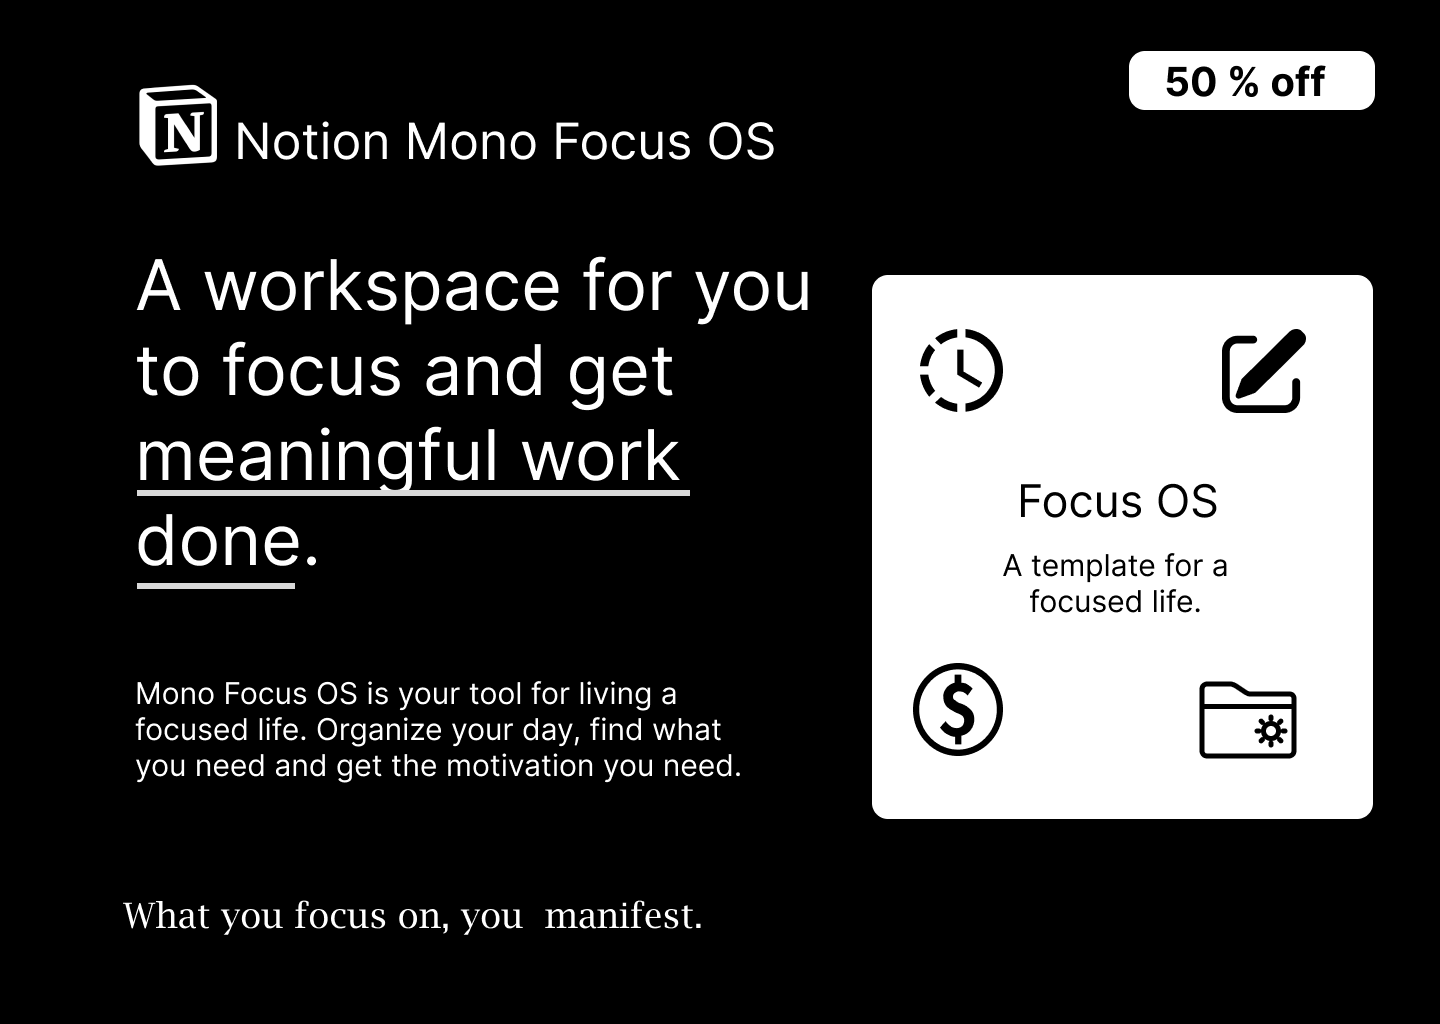 50 % off
N Notion Mono Focus OS
A workspace for you
to focus and get
meaningful work
done.
Focus OS
A template for a
focused life.
$
Mono Focus OS is your tool for living a
focused life. Organize your day, find what
you need and get the motivation you need.
What you focus on, you  manifest.